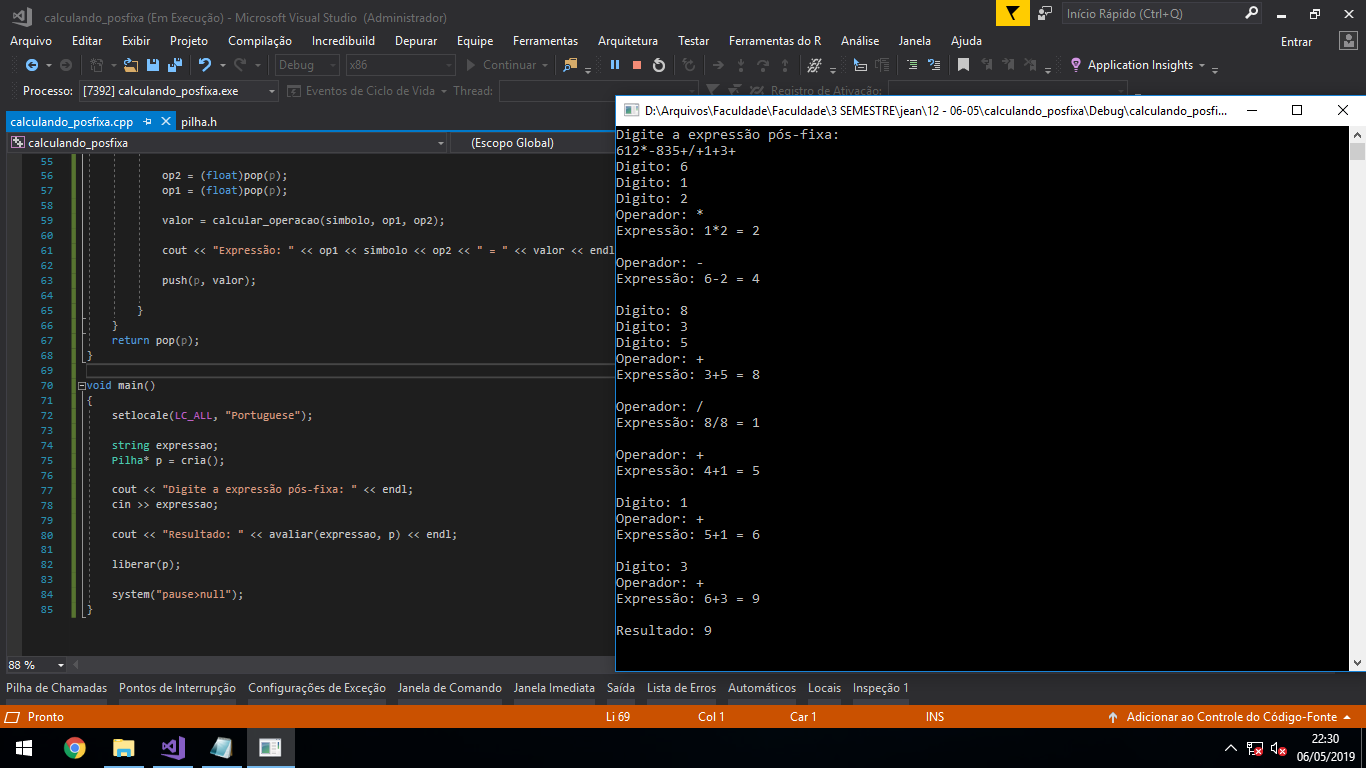 calculando_posfixa (Em Execução) - Microsoft Visual Studio (Administrador)
Início Rápido (Ctrl+Q)
Arquivo Editar Exibir Projeto Compilação Incredibuild Depurar Equipe Ferramentas Arquitetura Testar Ferramentas do R Análise Janela Ajuda
Entrar
Debug x86 Continuar Application Insights
Processo: [7392] calculando_posfixa.exe Eventos de Ciclo de Vida Thread: Registro de Ativação:
calculando_posfixa.cpp pilha.h
calculando_posfixa (Escopo Global)
55
56 op2 = (float)pop(p);
57 op1 = (float)pop(p);
58
59 valor = calcular_operacao(simbolo, op1, op2);
60
61 cout << "Expressão: " << op1 << simbolo << op2 << " = " << valor << endl
62
63 push(p, valor);
64
65 }
66 }
67 return pop(p);
68 }
69
70 void main()
71 {
72 setlocale(LC_ALL, "Portuguese");
73
74 string expressao;
75 Pilha* p = cria();
76
77 cout << "Digite a expressão pós-fixa: " << endl;
78 cin >> expressao;
79
80 cout << "Resultado: " << avaliar(expressao, p) << endl;
81
82 liberar(p);
83
84 system("pause>null");
85 }
88 %
D:\Arquivos\Faculdade\Faculdade\3 SEMESTRE\jean\12 - 06-05\calculando_posfixa\Debug\calculando_posfi...
Digite a expressão pós-fixa:
612*-835+/+1+3+
Digito: 6
Digito: 1
Digito: 2
Operador: *
Expressão: 1*2 = 2
Operador: -
Expressão: 6-2 = 4
Digito: 8
Digito: 3
Digito: 5
Operador: +
Expressão: 3+5 = 8
Operador: /
Expressão: 8/8 = 1
Operador: +
Expressão: 4+1 = 5
Digito: 1
Operador: +
Expressão: 5+1 = 6
Digito: 3
Operador: +
Expressão: 6+3 = 9
Resultado: 9
Pilha de Chamadas Pontos de Interrupção Configurações de Exceção Janela de Comando Janela Imediata Saída Lista de Erros Automáticos Locais Inspeção 1
Pronto Li 69 Col 1 Car 1 INS Adicionar ao Controle do Código-Fonte
22:30
06/05/2019